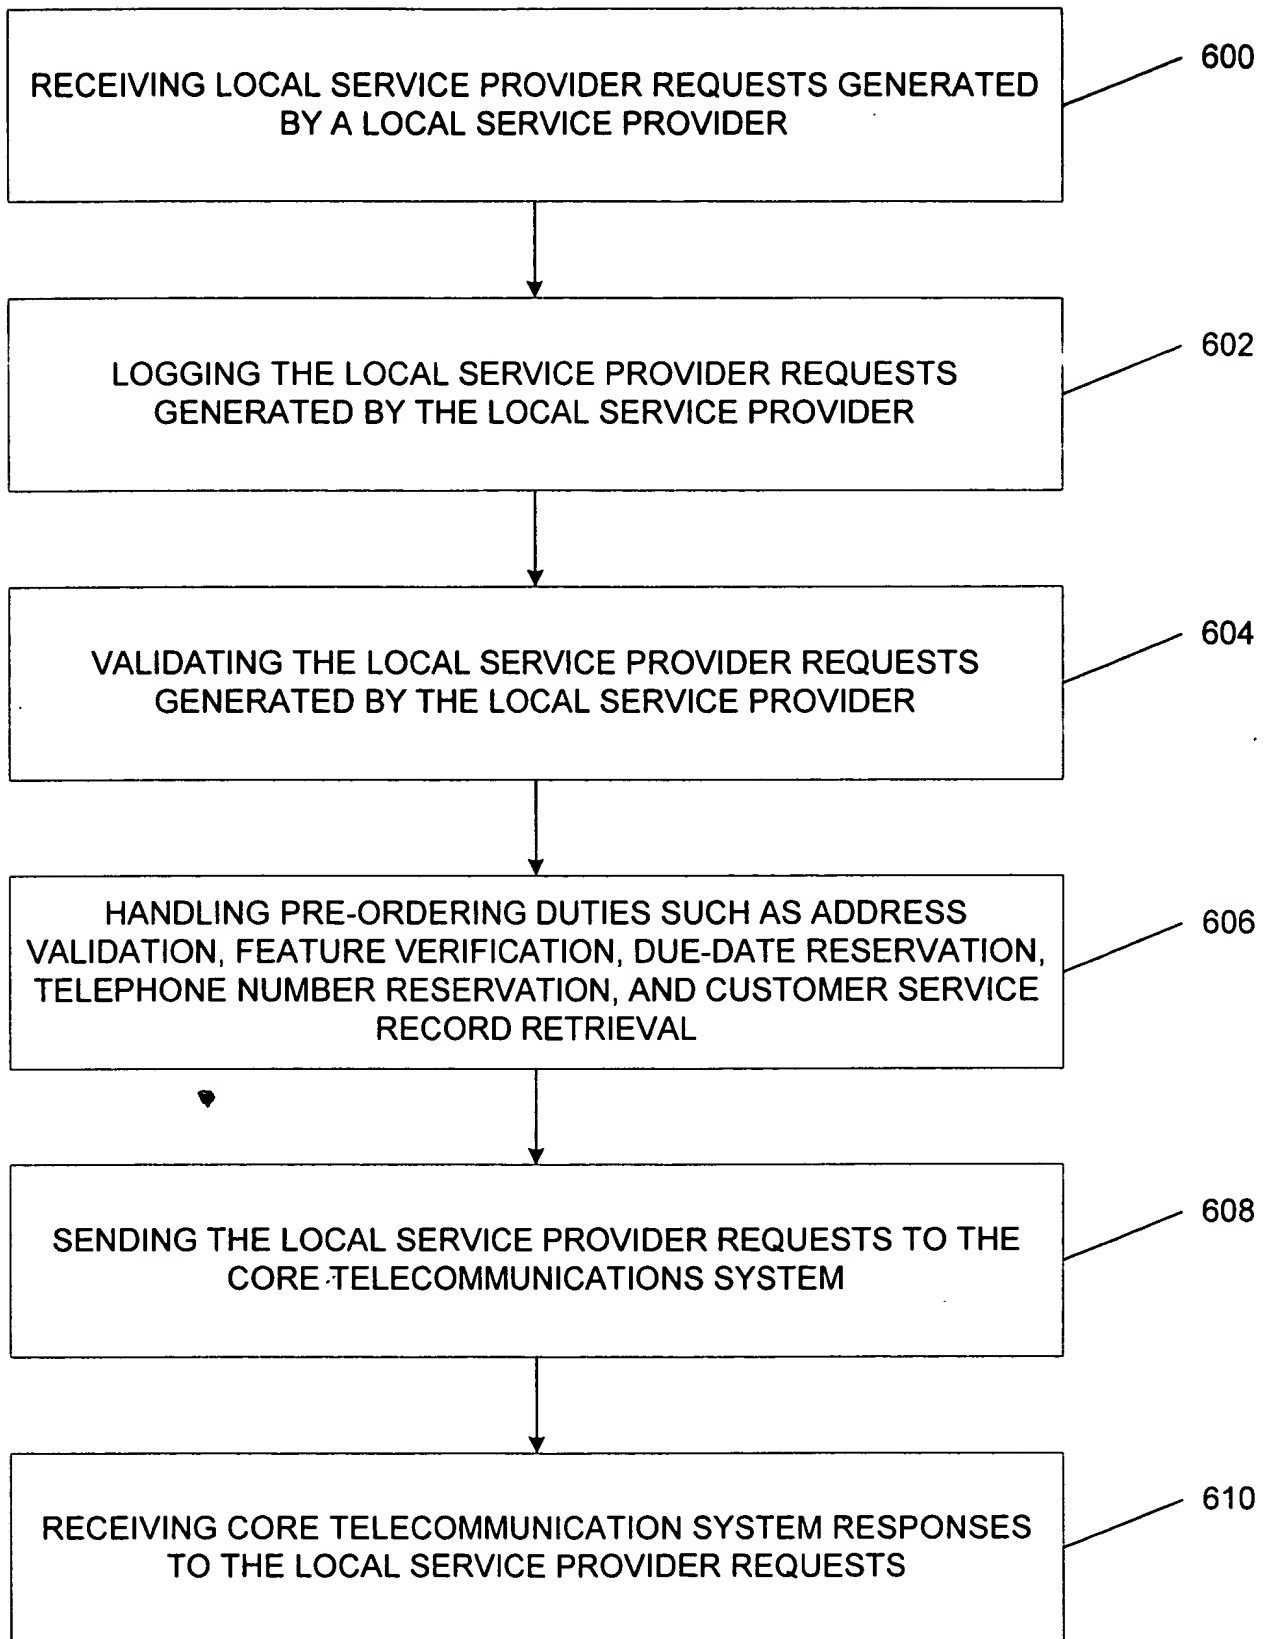 RECEIVING LOCAL SERVICE PROVIDER REQUESTS GENERATED
BY A LOCAL SERVICE PROVIDER
600
LOGGING THE LOCAL SERVICE PROVIDER REQUESTS
GENERATED BY THE LOCAL SERVICE PROVIDER
602
VALIDATING THE LOCAL SERVICE PROVIDER REQUESTS
GENERATED BY THE LOCAL SERVICE PROVIDER
604
HANDLING PRE-ORDERING DUTIES SUCH AS ADDRESS
VALIDATION, FEATURE VERIFICATION, DUE-DATE RESERVATION,
TELEPHONE NUMBER RESERVATION, AND CUSTOMER SERVICE
RECORD RETRIEVAL
606
SENDING THE LOCAL SERVICE PROVIDER REQUESTS TO THE
CORE TELECOMMUNICATIONS SYSTEM
608
RECEIVING CORE TELECOMMUNICATION SYSTEM RESPONSES
TO THE LOCAL SERVICE PROVIDER REQUESTS
610